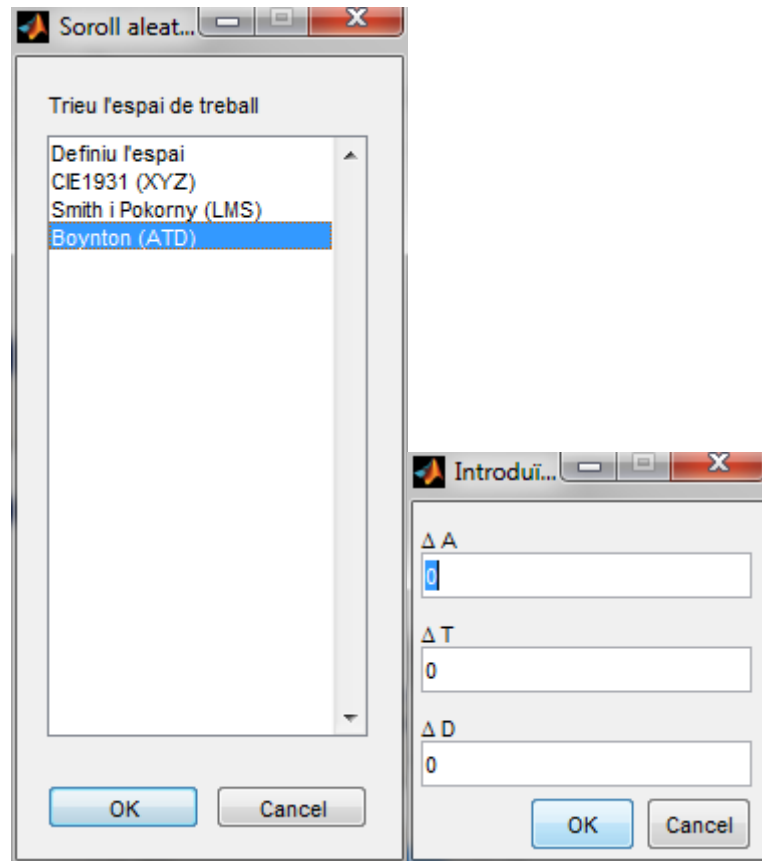 Soroll aleat...
Trieu l'espai de treball
Definiu l'espai
CIE1931 (XYZ)
Smith i Pokorny (LMS)
Boynton (ATD)
OK
Cancel
Introduï...
Δ A
0
Δ T
0
Δ D
0
OK
Cancel